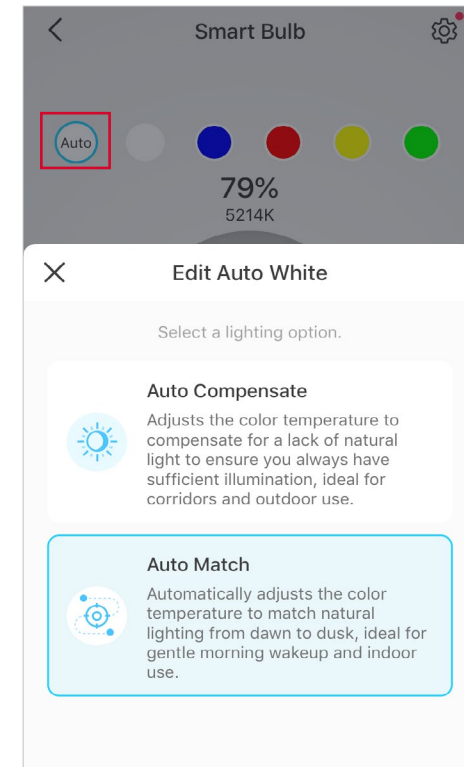 Smart Bulb
Auto
79%
5214K
Edit Auto White
Select a lighting option.
Auto Compensate
Adjusts the color temperature to
compensate for a lack of natural
light to ensure you always have
sufficient illumination, ideal for
corridors and outdoor use.
Auto Match
Automatically adjusts the color
temperature to match natural
lighting from dawn to dusk, ideal for
gentle morning wakeup and indoor
use.